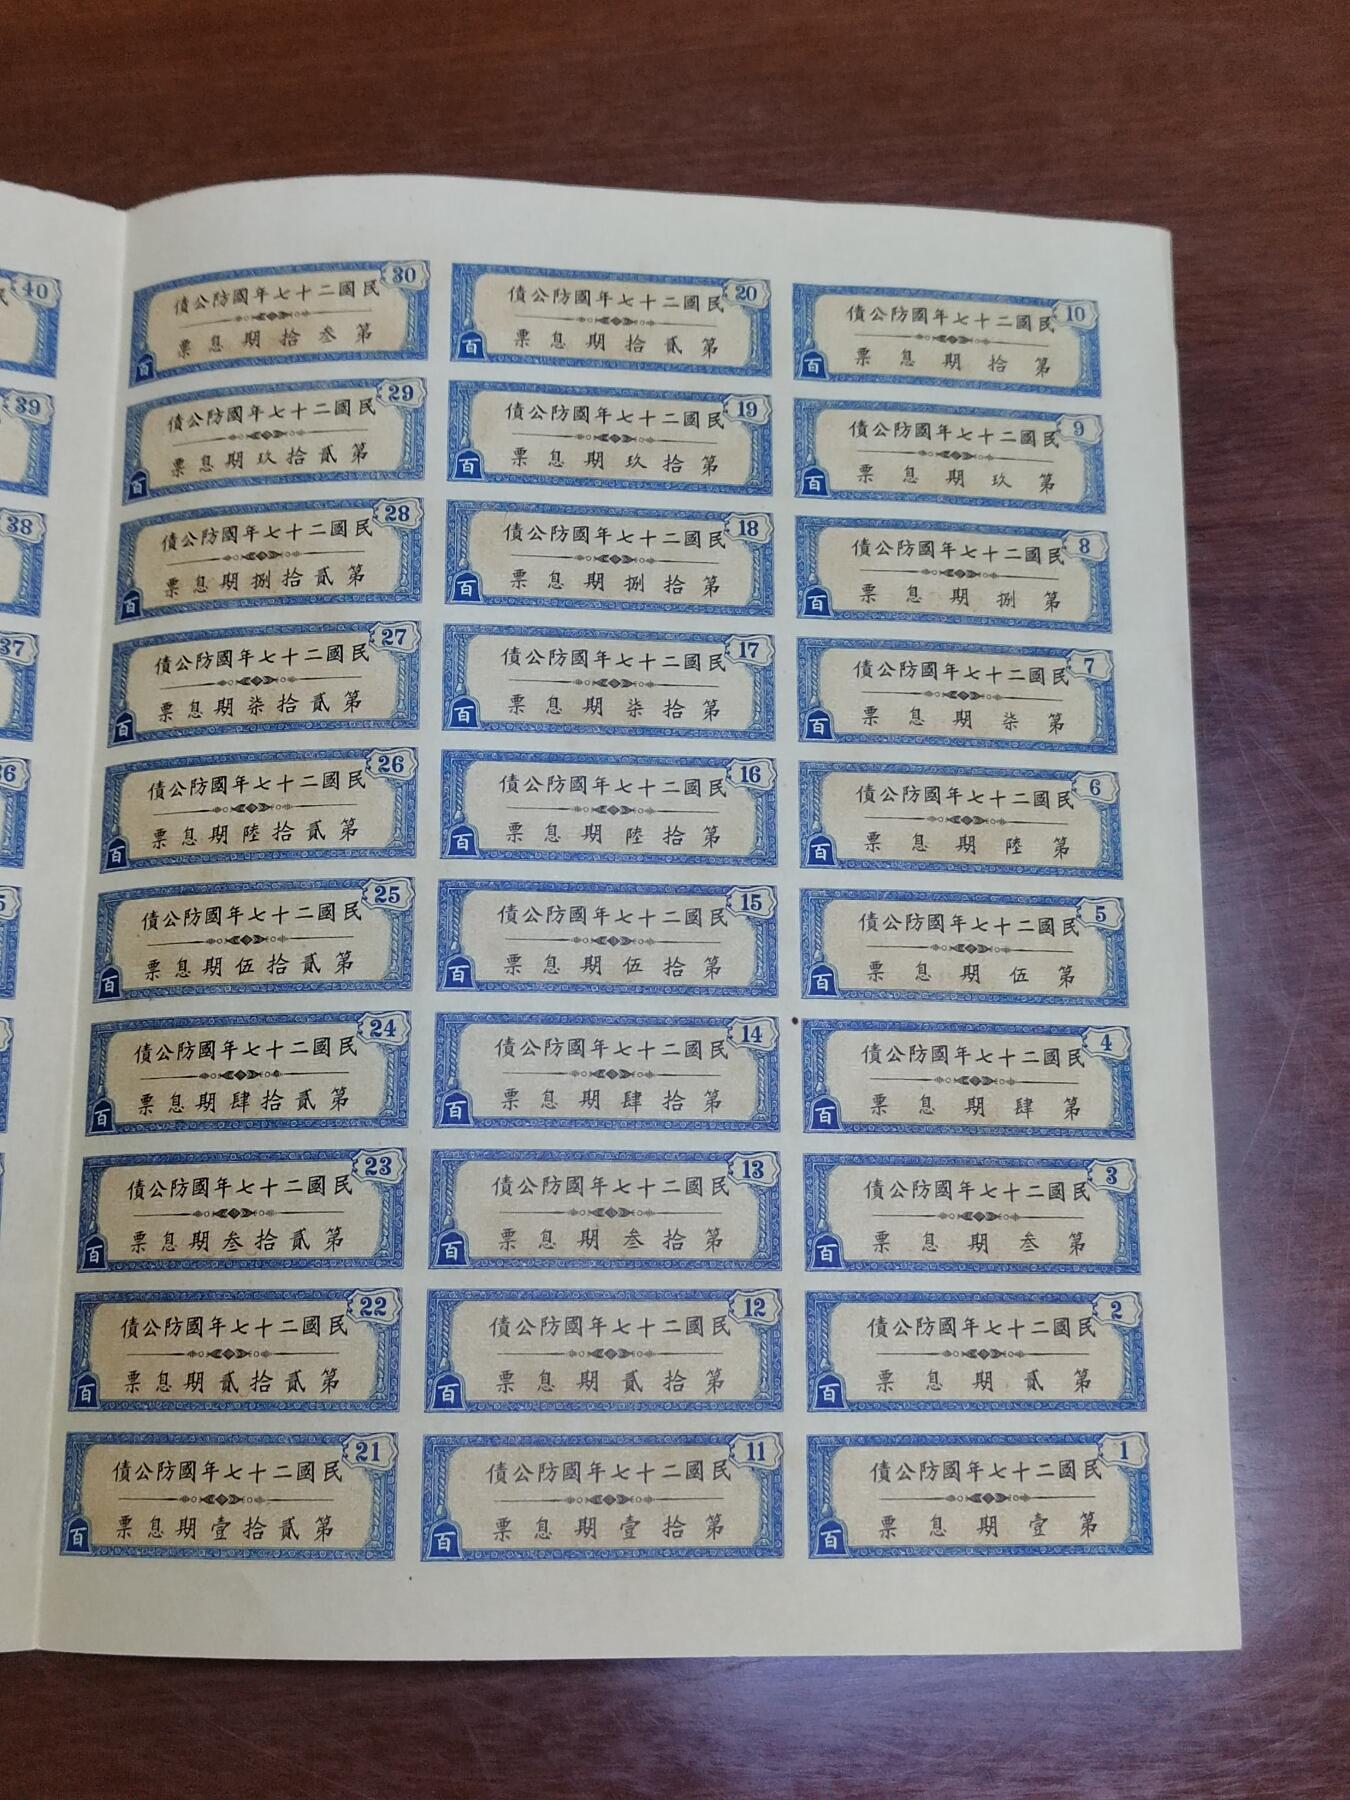 10
民國二十七年國防公債
第拾期息票
百
9
民國二十七年國防公債
第玖期息票
百
8
民國二十七年國防公債
第捌期息票
百
7
民國二十七年國防公債
第柒期息票
百
6
民國二十七年國防公債
第陸期息票
百
5
民國二十七年國防公債
第伍期息票
百
4
民國二十七年國防公債
第肆期息票
百
3
民國二十七年國防公債
第叁期息票
百
2
民國二十七年國防公債
第貳期息票
百
1
民國二十七年國防公債
第壹期息票
百
20
民國二十七年國防公債
第貳拾期息票
百
19
民國二十七年國防公債
第拾玖期息票
百
18
民國二十七年國防公債
第拾捌期息票
百
17
民國二十七年國防公債
第拾柒期息票
百
16
民國二十七年國防公債
第拾陸期息票
百
15
民國二十七年國防公債
第拾伍期息票
百
14
民國二十七年國防公債
第拾肆期息票
百
13
民國二十七年國防公債
第拾叁期息票
百
12
民國二十七年國防公債
第拾貳期息票
百
11
民國二十七年國防公債
第拾壹期息票
百
30
民國二十七年國防公債
第叁拾期息票
百
29
民國二十七年國防公債
第貳拾玖期息票
百
28
民國二十七年國防公債
第貳拾捌期息票
百
27
民國二十七年國防公債
第貳拾柒期息票
百
26
民國二十七年國防公債
第貳拾陸期息票
百
25
民國二十七年國防公債
第貳拾伍期息票
百
24
民國二十七年國防公債
第貳拾肆期息票
百
23
民國二十七年國防公債
第貳拾叁期息票
百
22
民國二十七年國防公債
第貳拾貳期息票
百
21
民國二十七年國防公債
第貳拾壹期息票
百
40
39
38
37